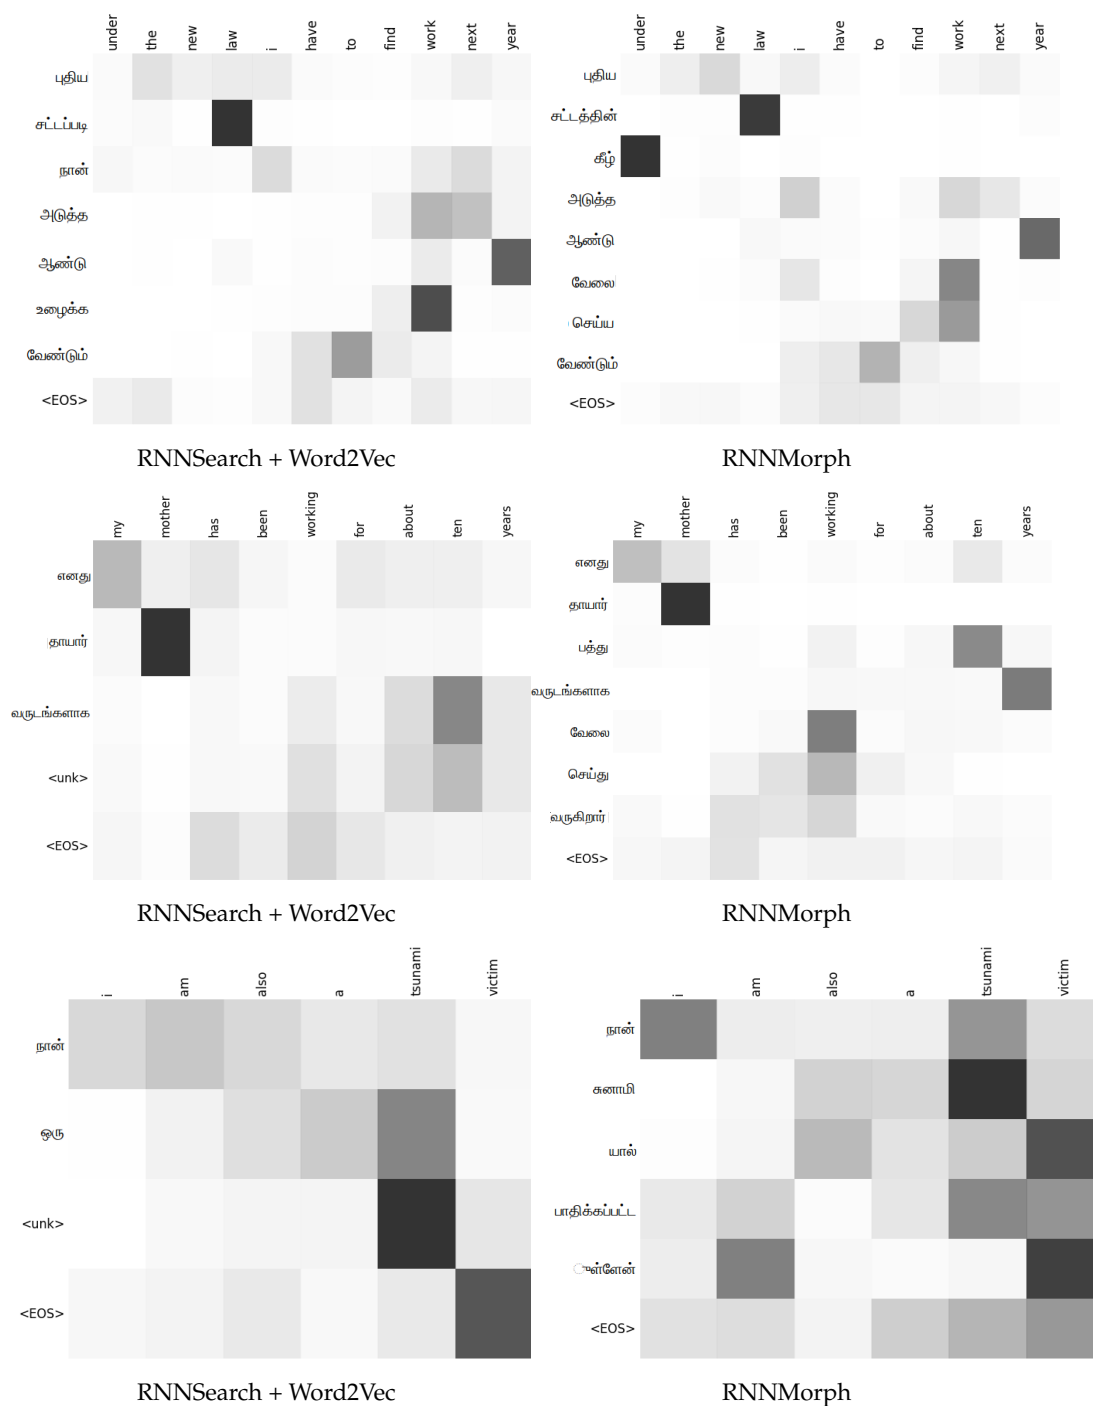 under the new law i have to find work next year
புதிய
சட்டப்படி
நான்
அடுத்த
ஆண்டு
உழைக்க
வேண்டும்
<EOS>
RNNSearch + Word2Vec
under the new law i have to find work next year
புதிய
சட்டத்தின்
கீழ்
அடுத்த
ஆண்டு
வேலை
செய்ய
வேண்டும்
<EOS>
RNNMorph
my mother has been working for about ten years
எனது
தாயார்
வருடங்களாக
<unk>
<EOS>
RNNSearch + Word2Vec
my mother has been working for about ten years
எனது
தாயார்
பத்து
வருடங்களாக
வேலை
செய்து
வருகிறார்
<EOS>
RNNMorph
i am also a tsunami victim
நான்
ஒரு
<unk>
<EOS>
RNNSearch + Word2Vec
i am also a tsunami victim
நான்
சுனாமி
யால்
பாதிக்கப்பட்ட
ுள்ளேன்
<EOS>
RNNMorph